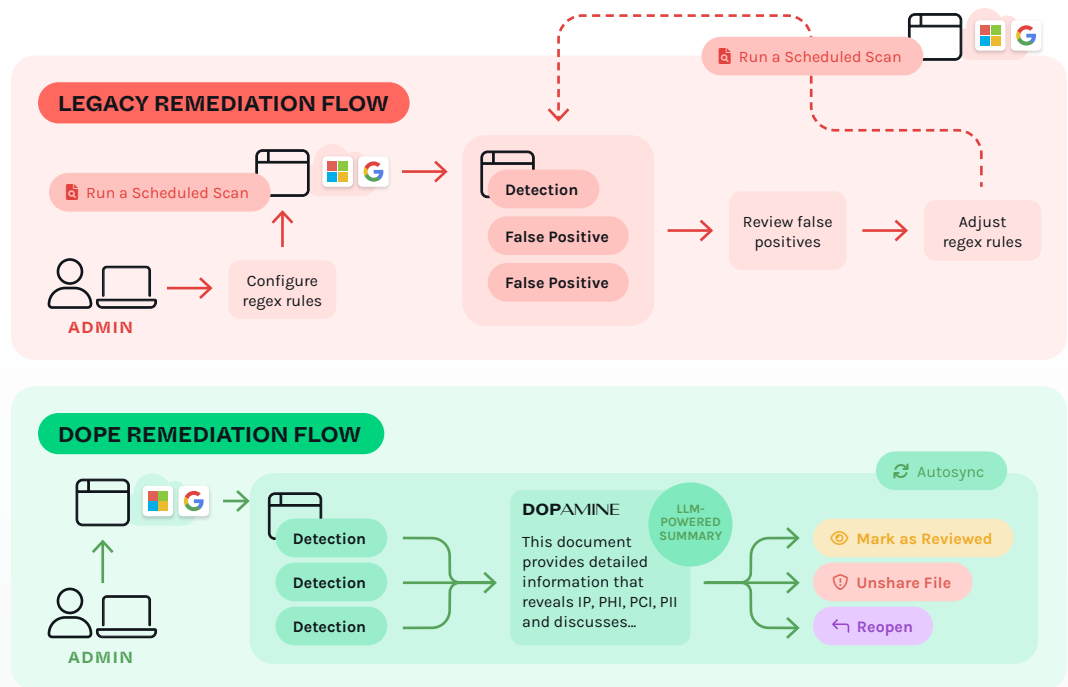 Run a Scheduled Scan
LEGACY REMEDIATION FLOW
Run a Scheduled Scan
Detection
False Positive
False Positive
Review false
positives
Adjust
regex rules
Configure
regex rules
ADMIN
DOPE REMEDIATION FLOW
Autosync
Detection
Detection
Detection
DOPAMINE
LLM-
POWERED
SUMMARY
This document
provides detailed
information that
reveals IP, PHI, PCI, PII
and discusses...
Mark as Reviewed
Unshare File
Reopen
ADMIN